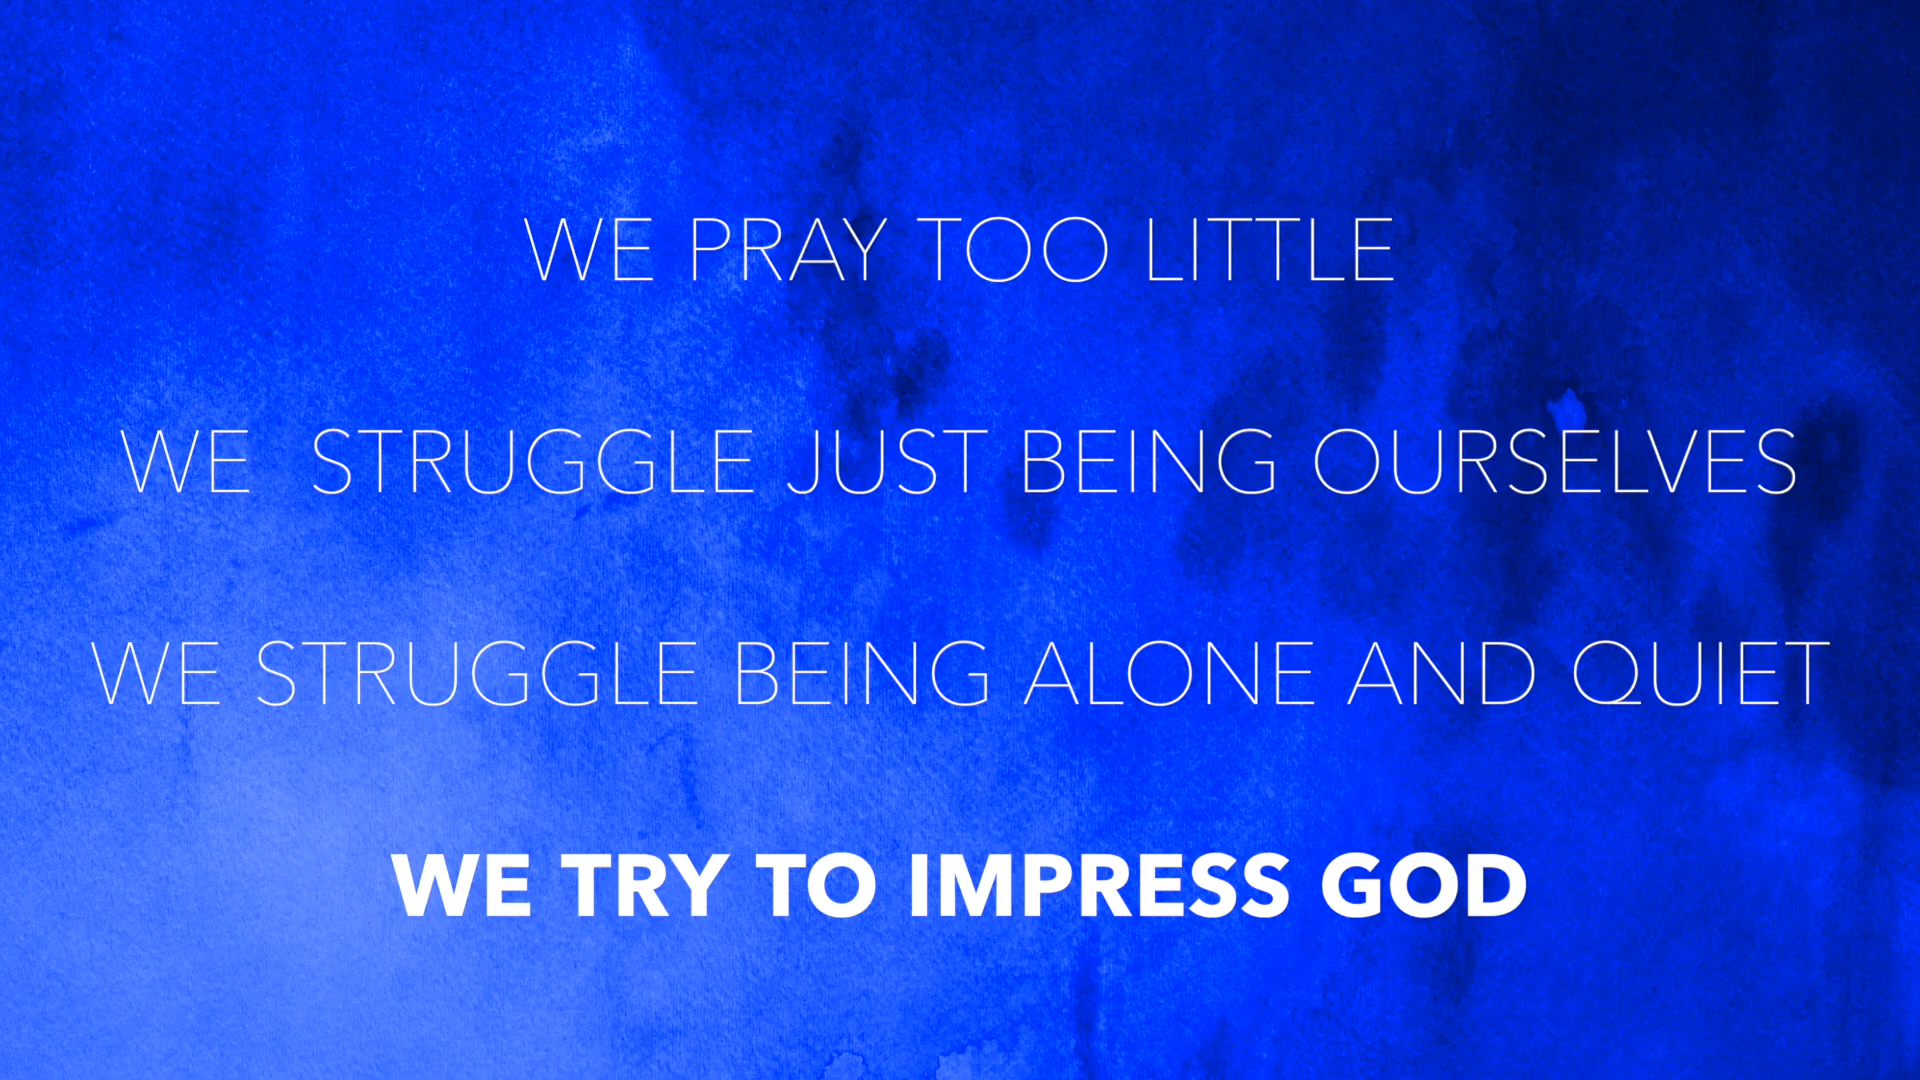 WE PRAY TOO LITTLE
WE  STRUGGLE JUST BEING OURSELVES
WE STRUGGLE BEING ALONE AND QUIET
WE TRY TO IMPRESS GOD